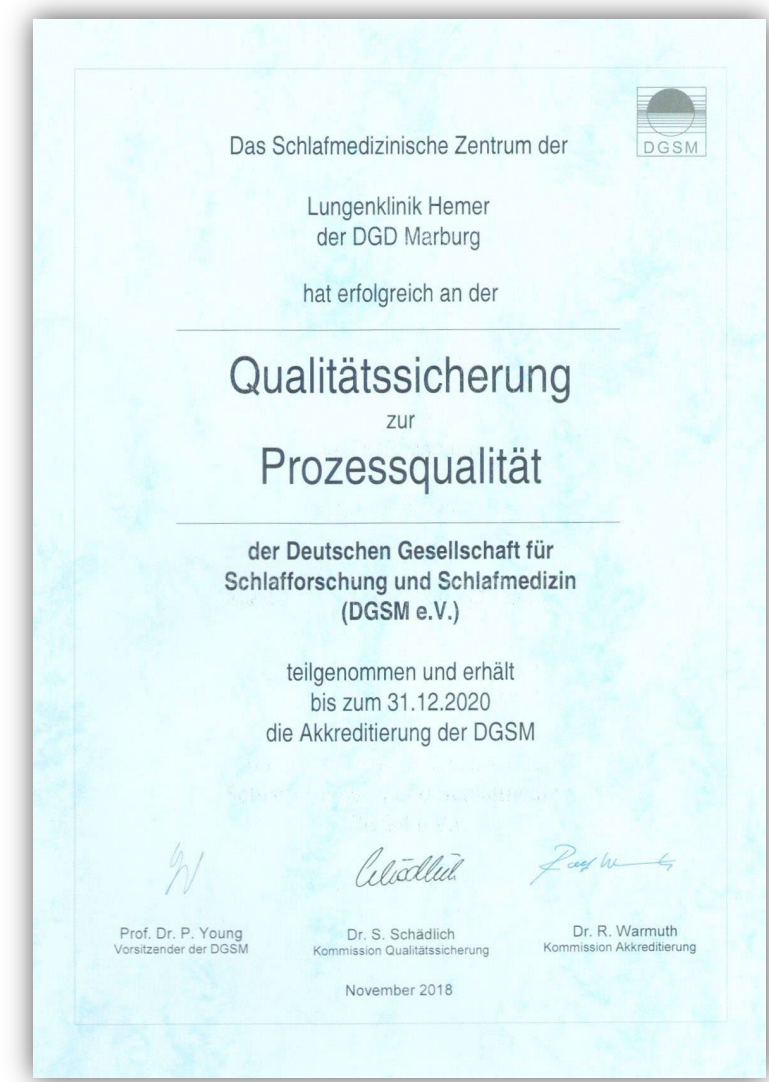 DGSM
Das Schlafmedizinische Zentrum der
Lungenklinik Hemer
der DGD Marburg
hat erfolgreich an der
Qualitätssicherung
zur
Prozessqualität
der Deutschen Gesellschaft für
Schlafforschung und Schlafmedizin
(DGSM e.V.)
teilgenommen und erhält
bis zum 31.12.2020
die Akkreditierung der DGSM
Prof. Dr. P. Young
Vorsitzender der DGSM
Dr. S. Schädlich
Kommission Qualitätssicherung
Dr. R. Warmuth
Kommission Akkreditierung
November 2018